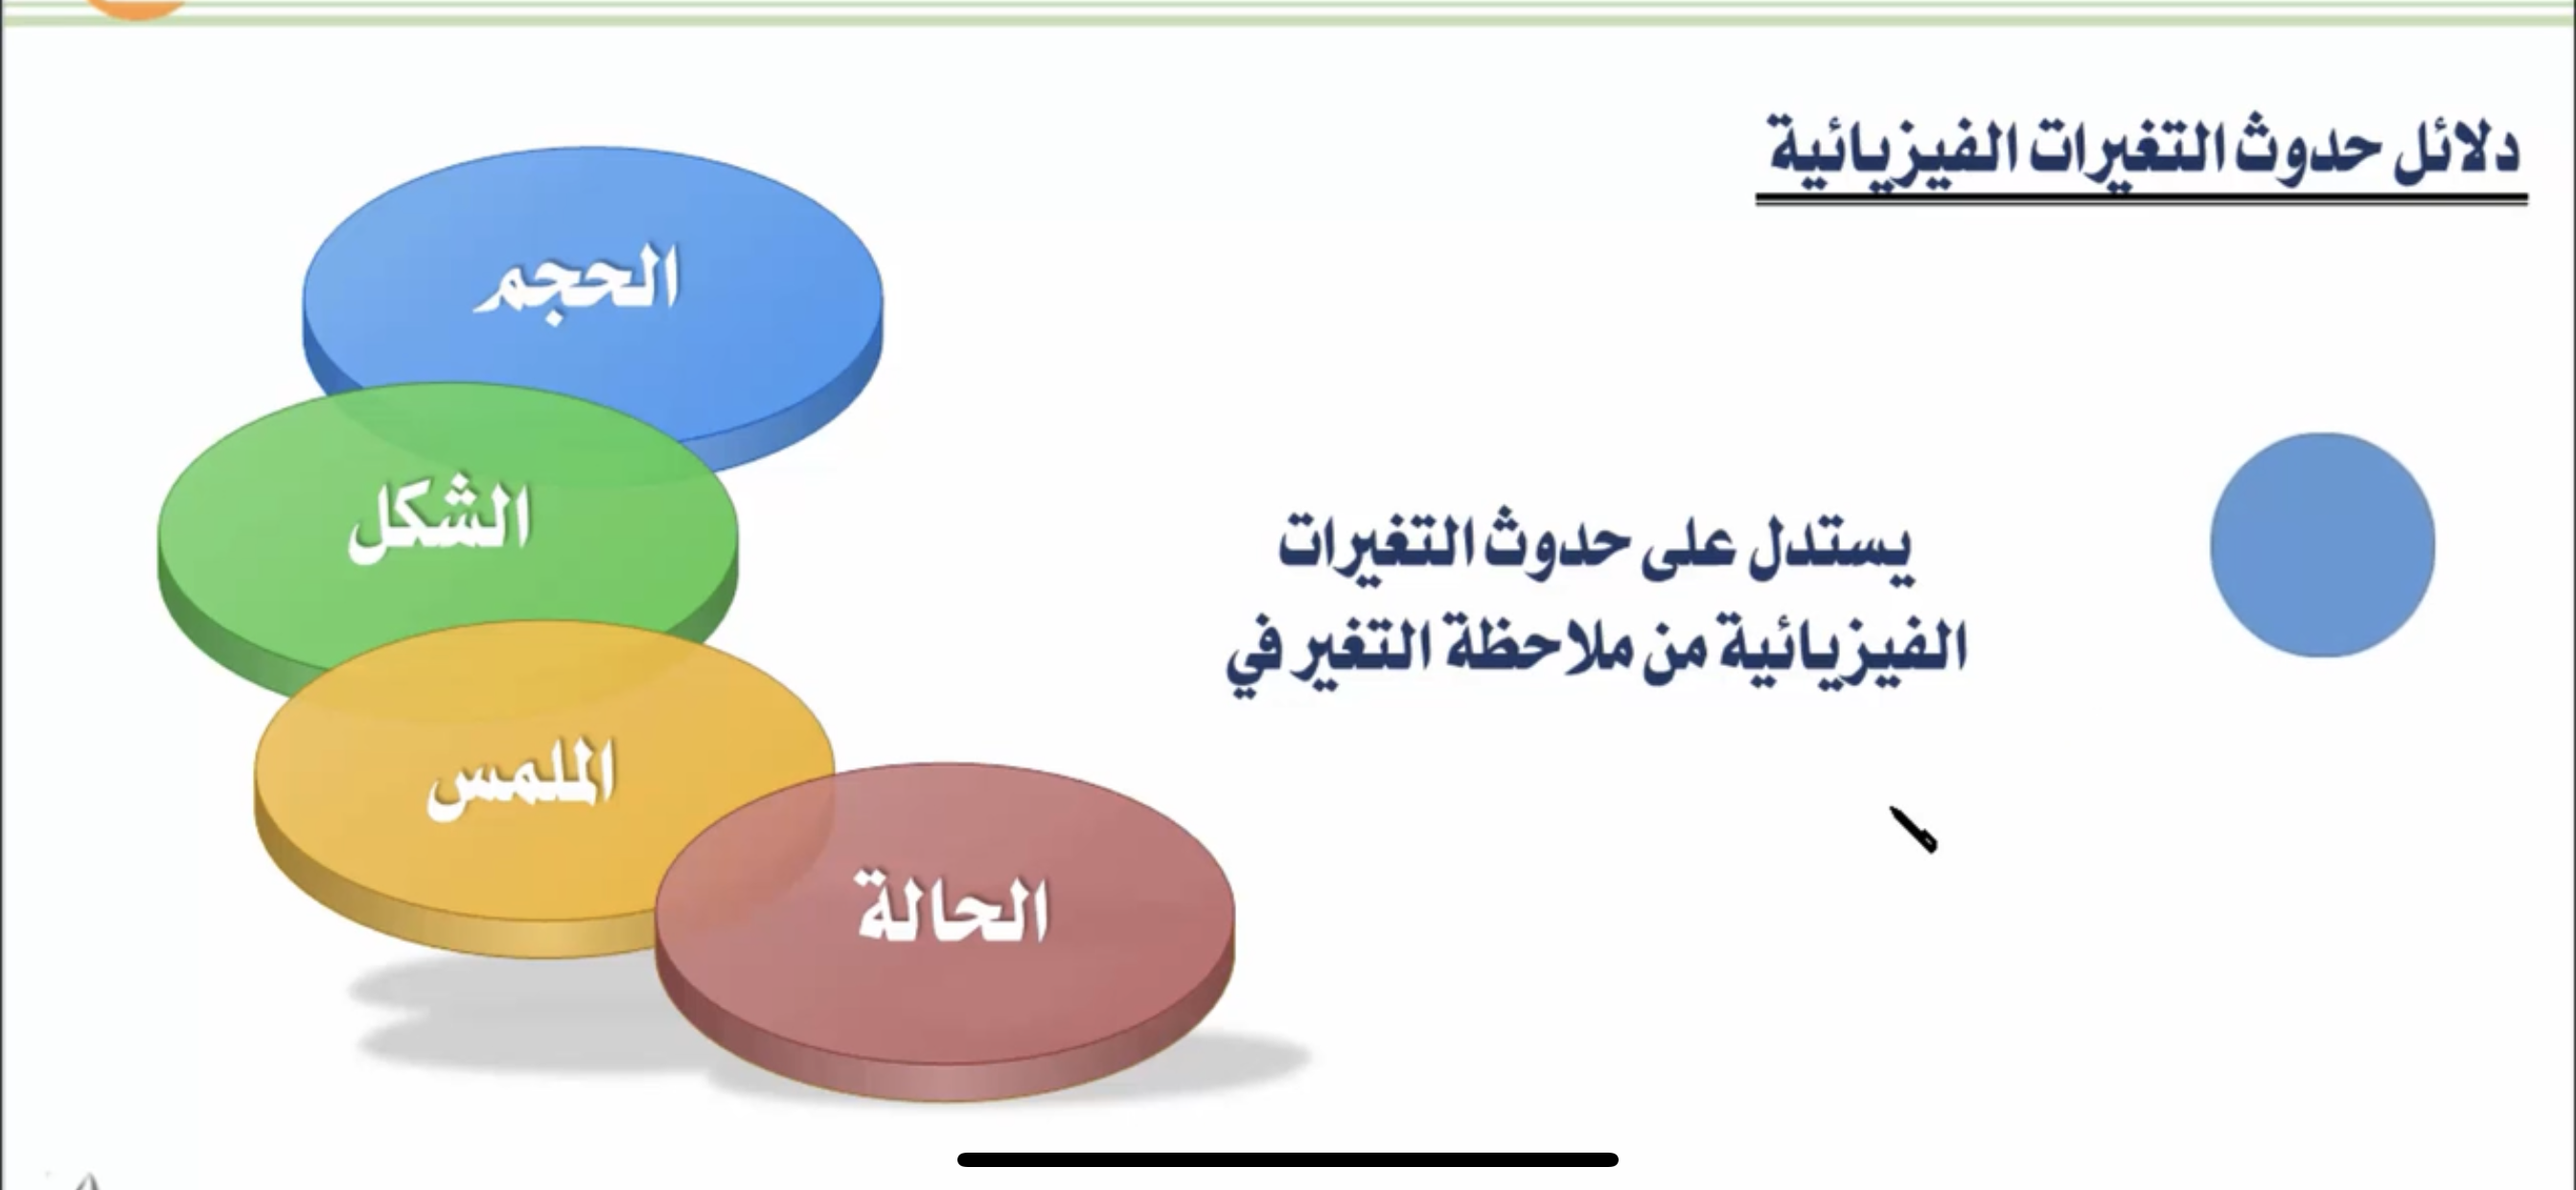 دلائل حدوث التغيرات الفيزيائية
يستدل على حدوث التغيرات
الفيزيائية من ملاحظة التغير في
الحجم
الشكل
الملمس
الحالة